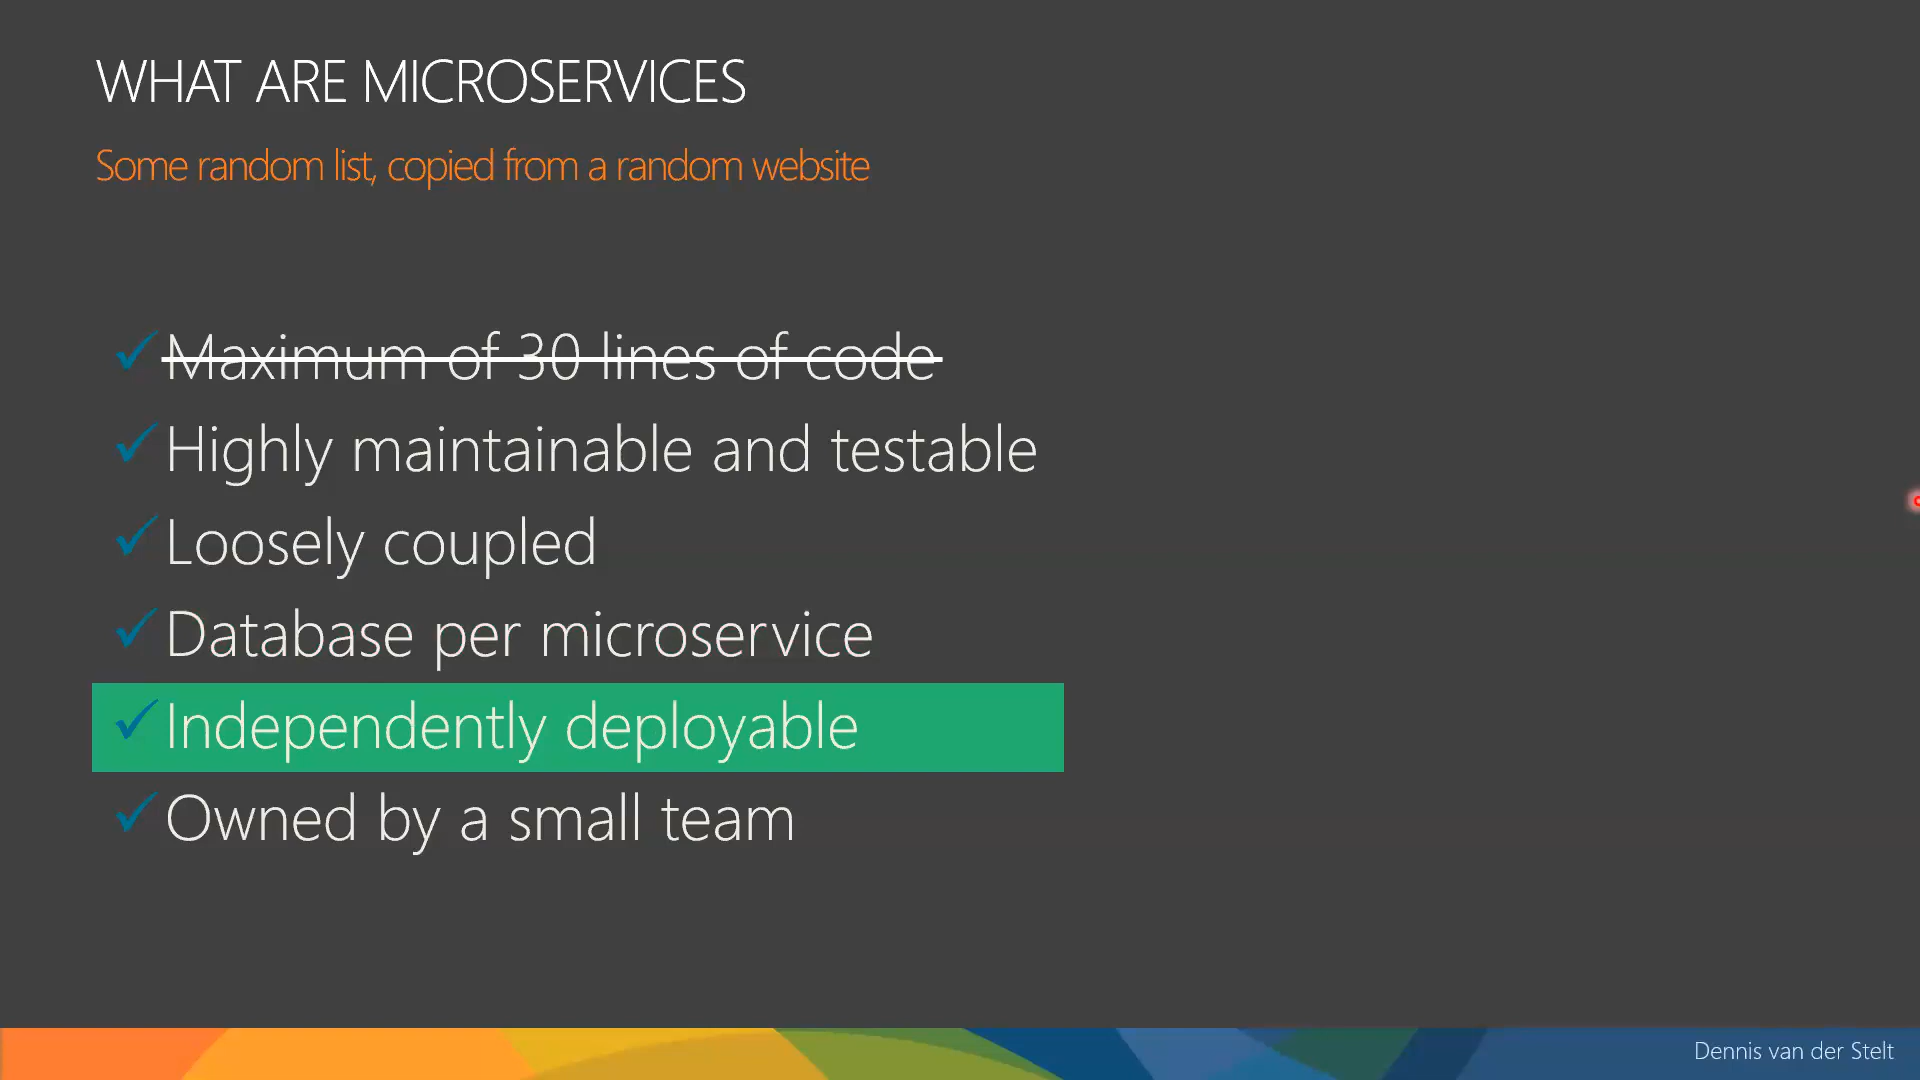 WHAT ARE MICROSERVICES
Some random list, copied from a random website
Maximum of 30 lines of code
Highly maintainable and testable
Loosely coupled
Database per microservice
Independently deployable
Owned by a small team
Dennis van der Stelt